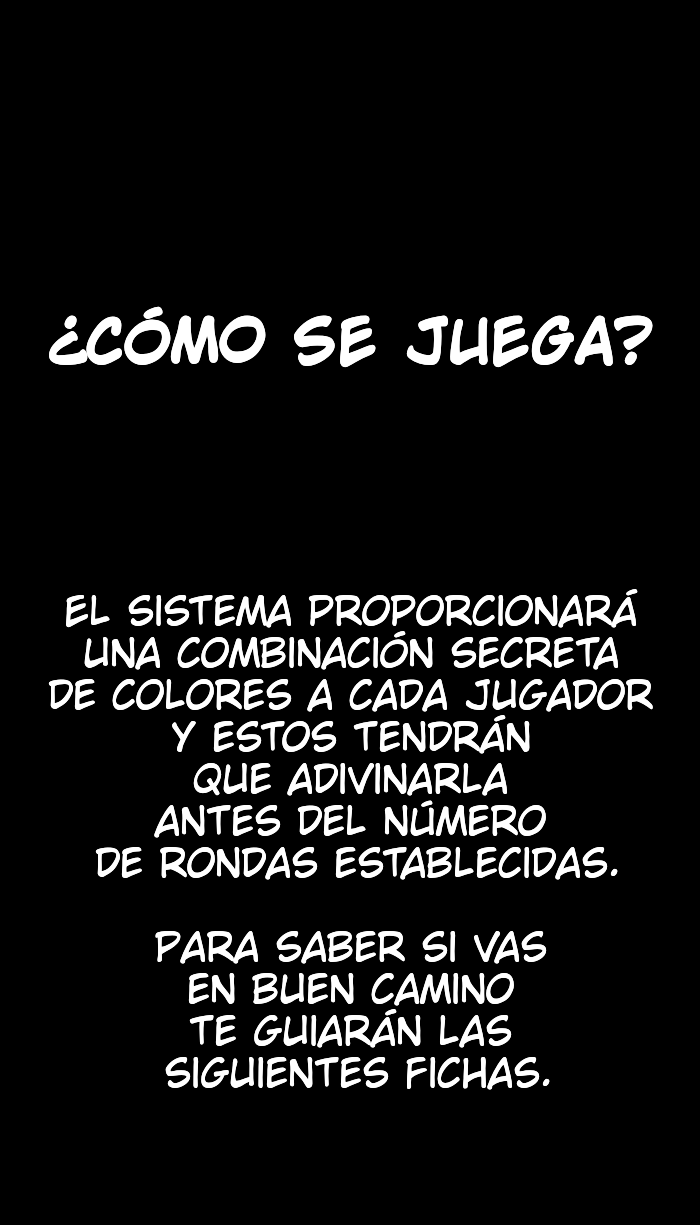 ¿CÓMO SE JUEGA?
EL SISTEMA PROPORCIONARÁ
UNA COMBINACIÓN SECRETA
DE COLORES A CADA JUGADOR
Y ESTOS TENDRÁN
QUE ADIVINARLA
ANTES DEL NÚMERO
DE RONDAS ESTABLECIDAS.
PARA SABER SI VAS
EN BUEN CAMINO
TE GUIARÁN LAS
SIGUIENTES FICHAS.